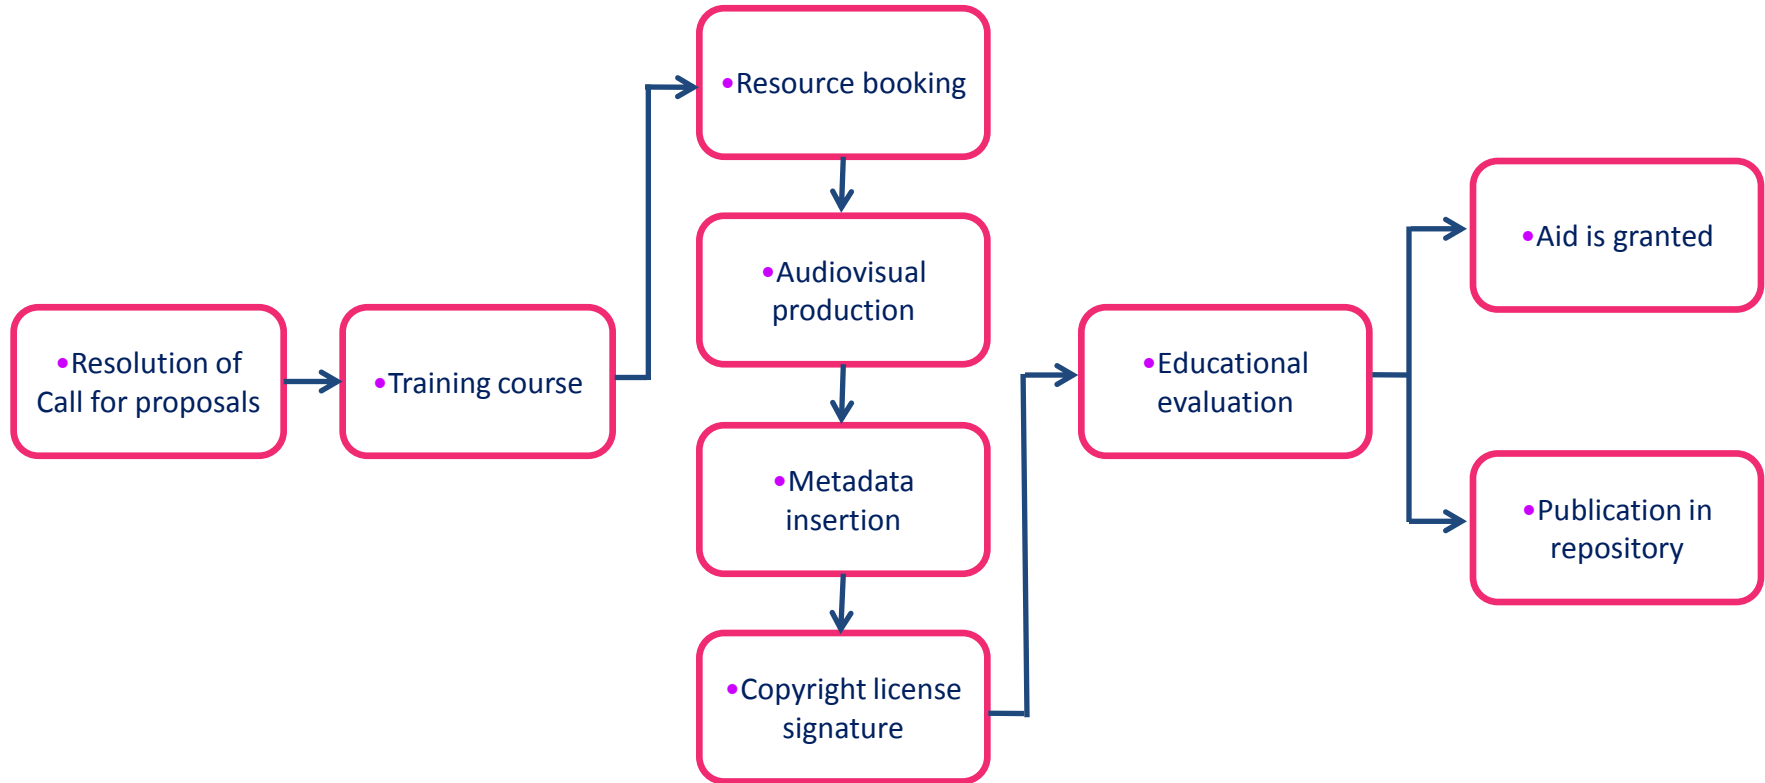 •Resolution of
Call for proposals
•Training course
•Resource booking
•Audiovisual
production
•Metadata
insertion
•Copyright license
signature
•Educational
evaluation
•Aid is granted
•Publication in
repository